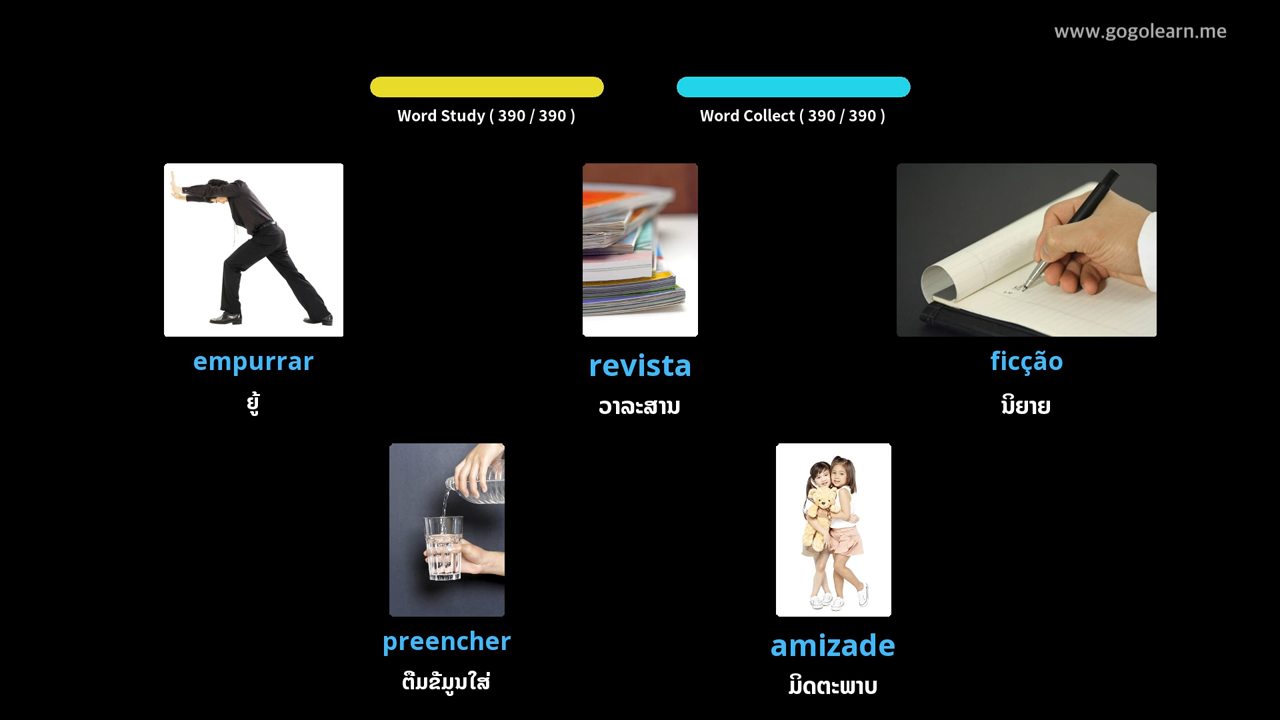 www.gogolearn.me
Word Study ( 390 / 390 )
Word Collect ( 390 / 390 )
empurrar
revista
ficção
ຍູ້
ວາລະສານ
ນິຍາຍ
preencher
amizade
ຕື່ມຂໍ້ມູນໃສ່
ມິດຕະພາບ